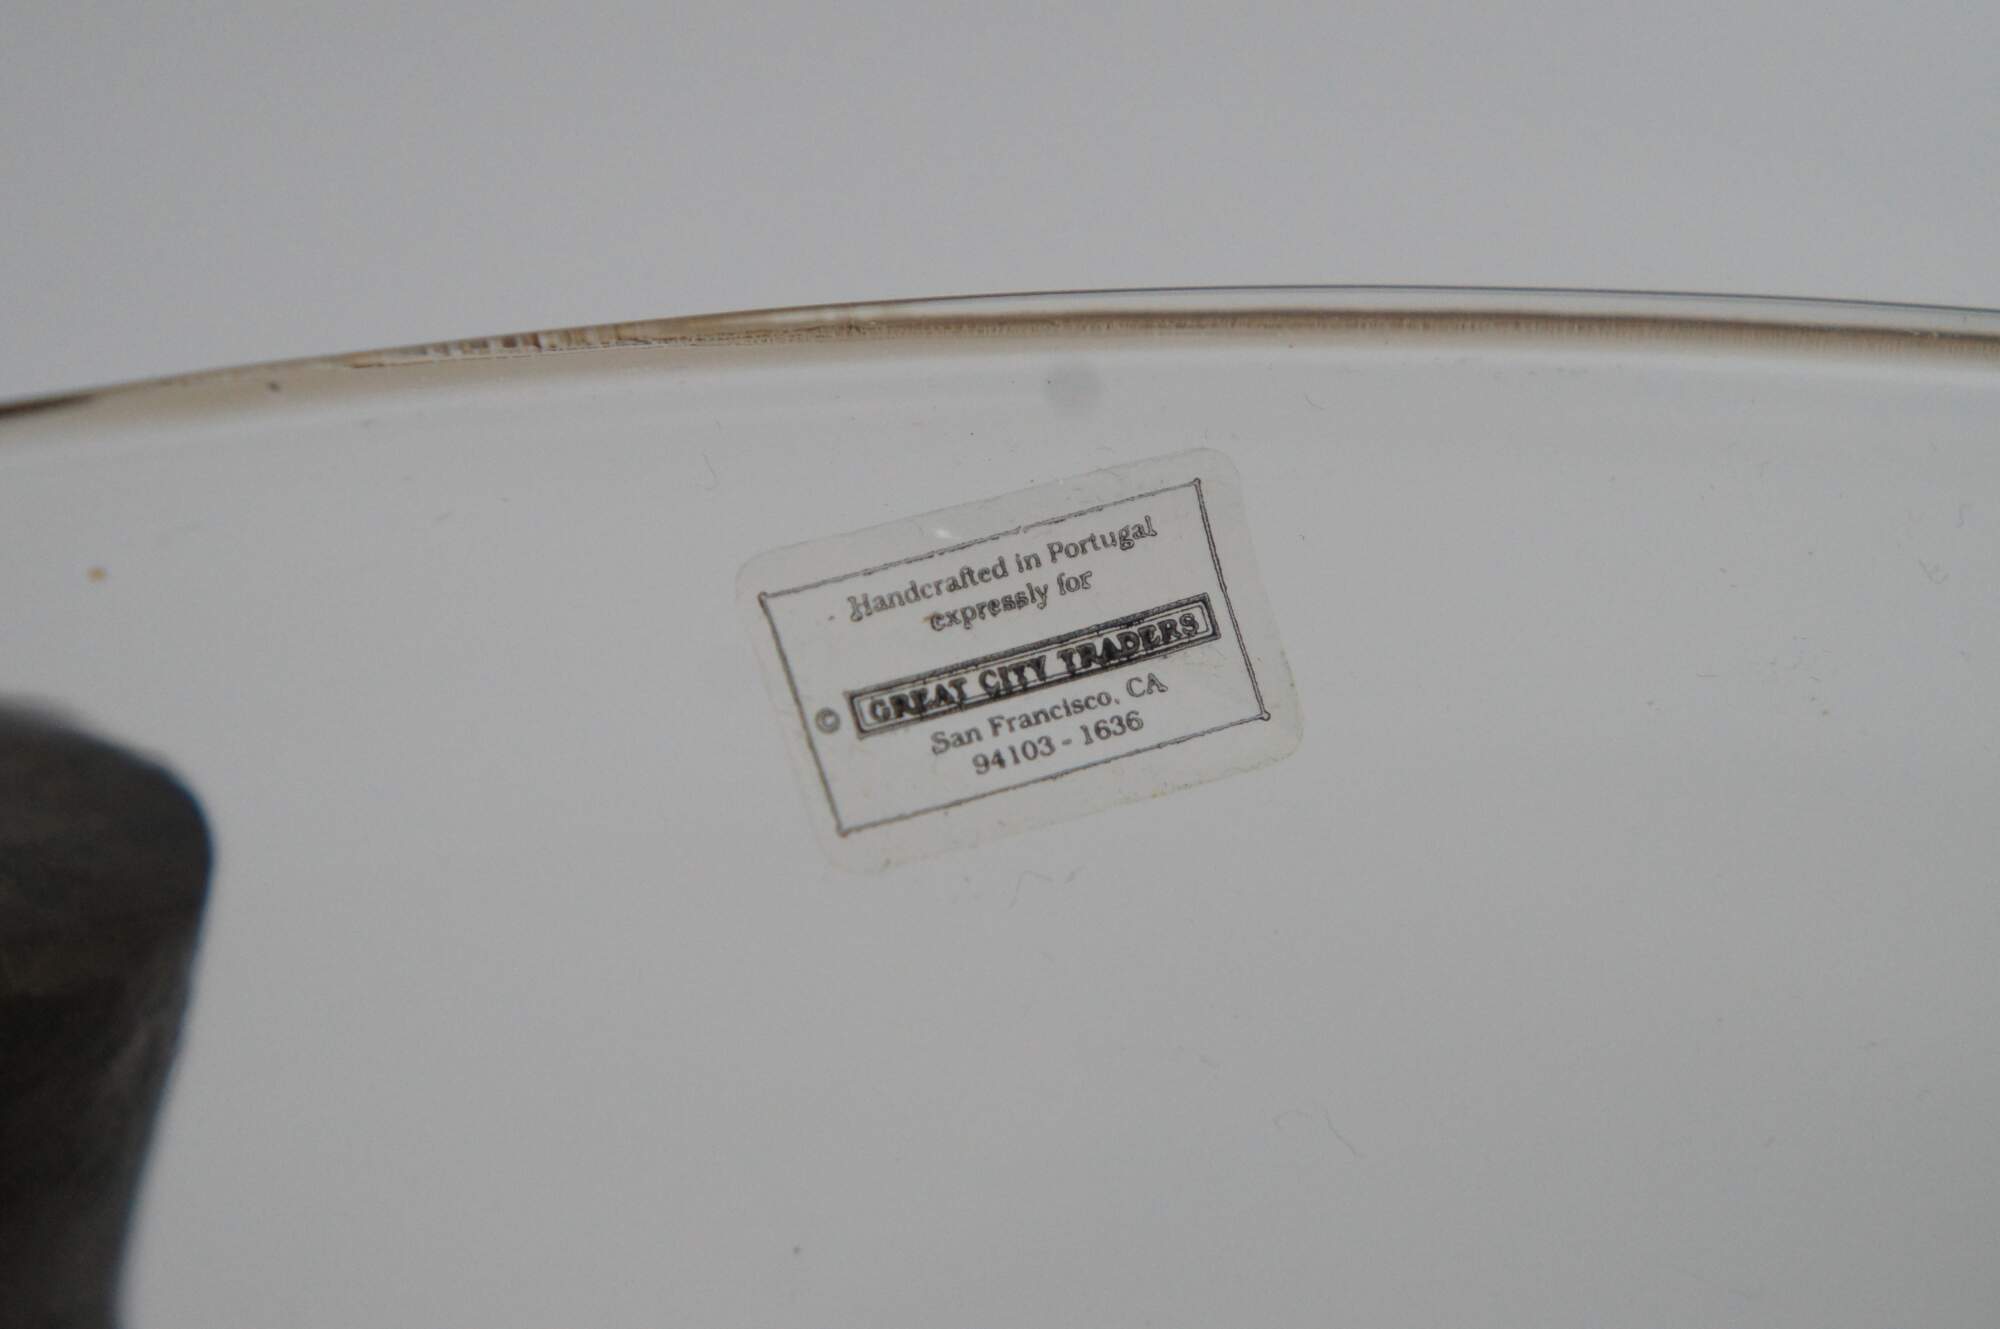 Handcrafted in Portugal
expressly for
© GREAT CITY TRADERS
San Francisco, CA
94103 - 1636